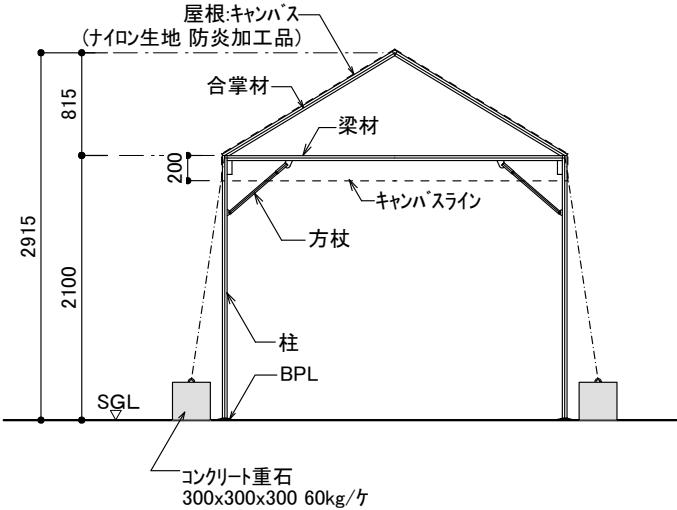 屋根:キャンバス
(ナイロン生地 防炎加工品)
合掌材
815
梁材
200
キャンバスライン
方杖
2915
2100
柱
BPL
SGL
コンクリート重石
300x300x300 60kg/ケ